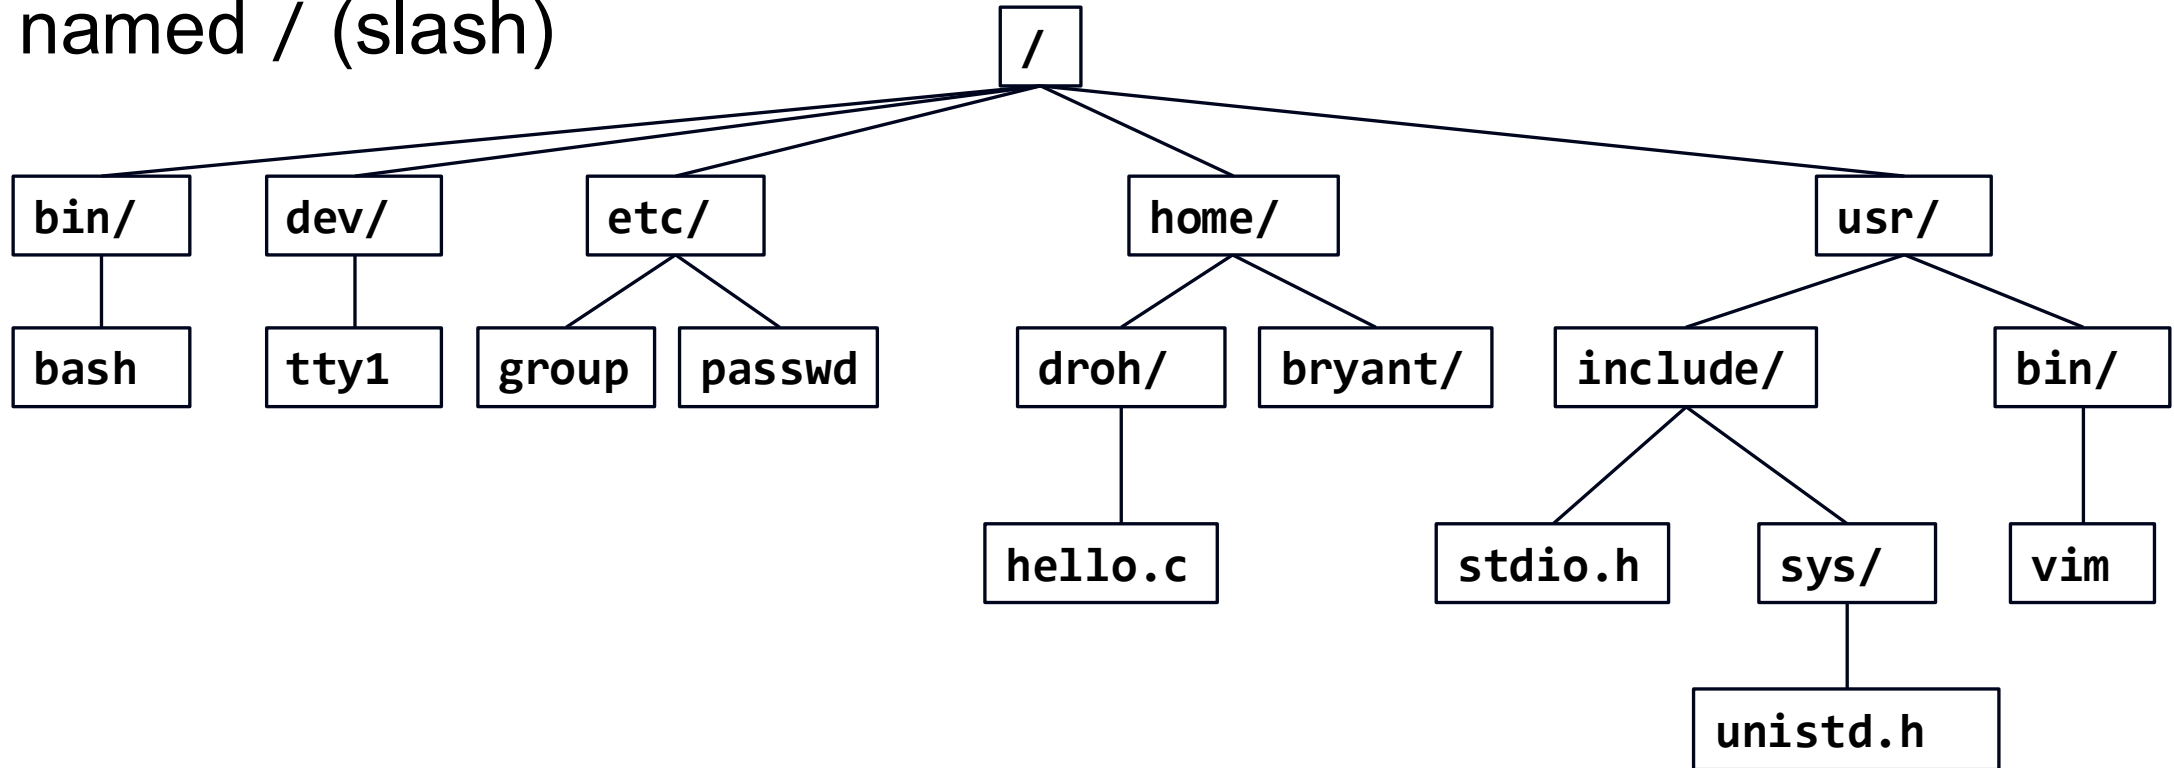 named / (slash)
/
bin/ dev/ etc/ home/ usr/
bash tty1 group passwd droh/ bryant/ include/ bin/
hello.c stdio.h sys/ vim
unistd.h